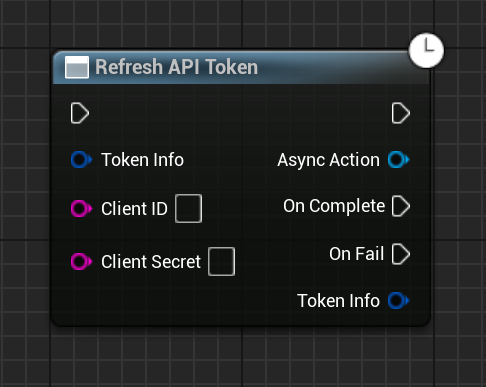 Refresh API Token
Token Info
Async Action
Client ID
On Complete
Client Secret
On Fail
Token Info